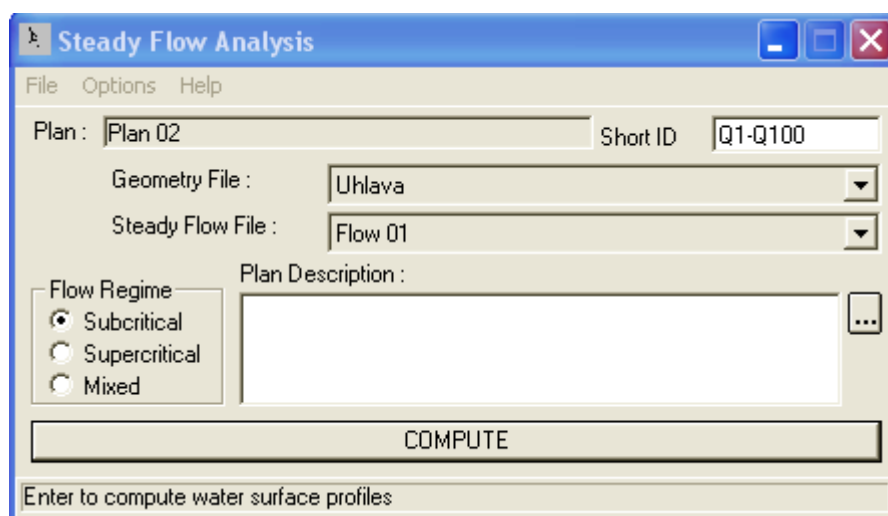 Steady Flow Analysis
File Options Help
Plan : Plan 02 Short ID Q1-Q100
Geometry File : Uhlava
Steady Flow File : Flow 01
Plan Description :
Flow Regime
Subcritical
Supercritical
Mixed
...
COMPUTE
Enter to compute water surface profiles